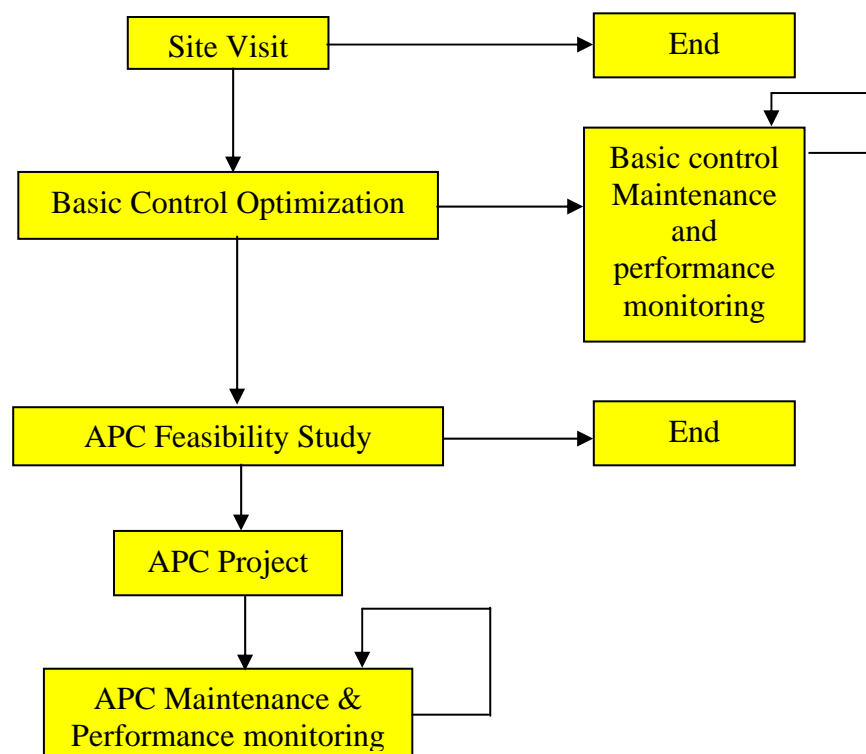 Site Visit
End
Basic Control Optimization
Basic control
Maintenance
and
performance
monitoring
APC Feasibility Study
End
APC Project
APC Maintenance &
Performance monitoring